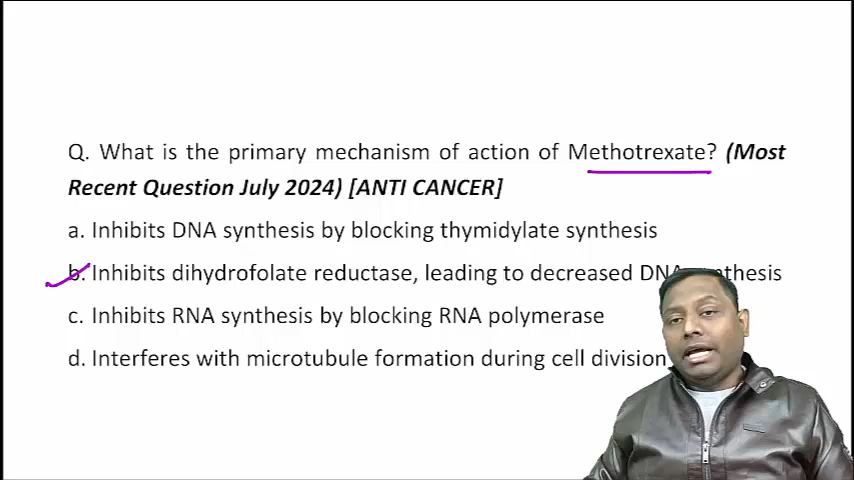 Q. What is the primary mechanism of action of Methotrexate? (Most
Recent Question July 2024) [ANTI CANCER]
a. Inhibits DNA synthesis by blocking thymidylate synthesis
b. Inhibits dihydrofolate reductase, leading to decreased DNA synthesis
c. Inhibits RNA synthesis by blocking RNA polymerase
d. Interferes with microtubule formation during cell division